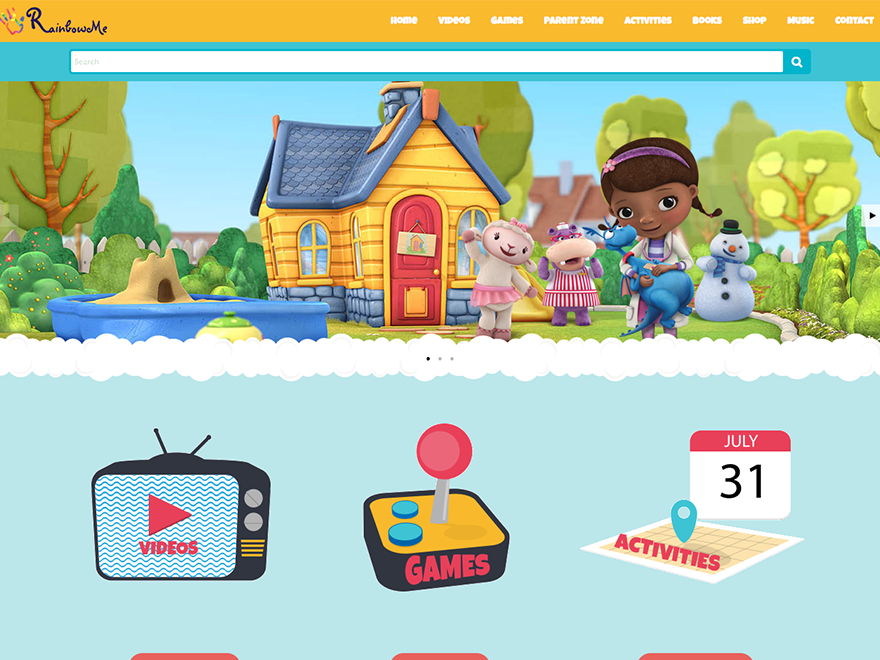 RainbowMe
Home Videos Games Parent Zone Activities Books Shop Music Contact
Search
VIDEOS
GAMES
JULY
31
ACTIVITIES